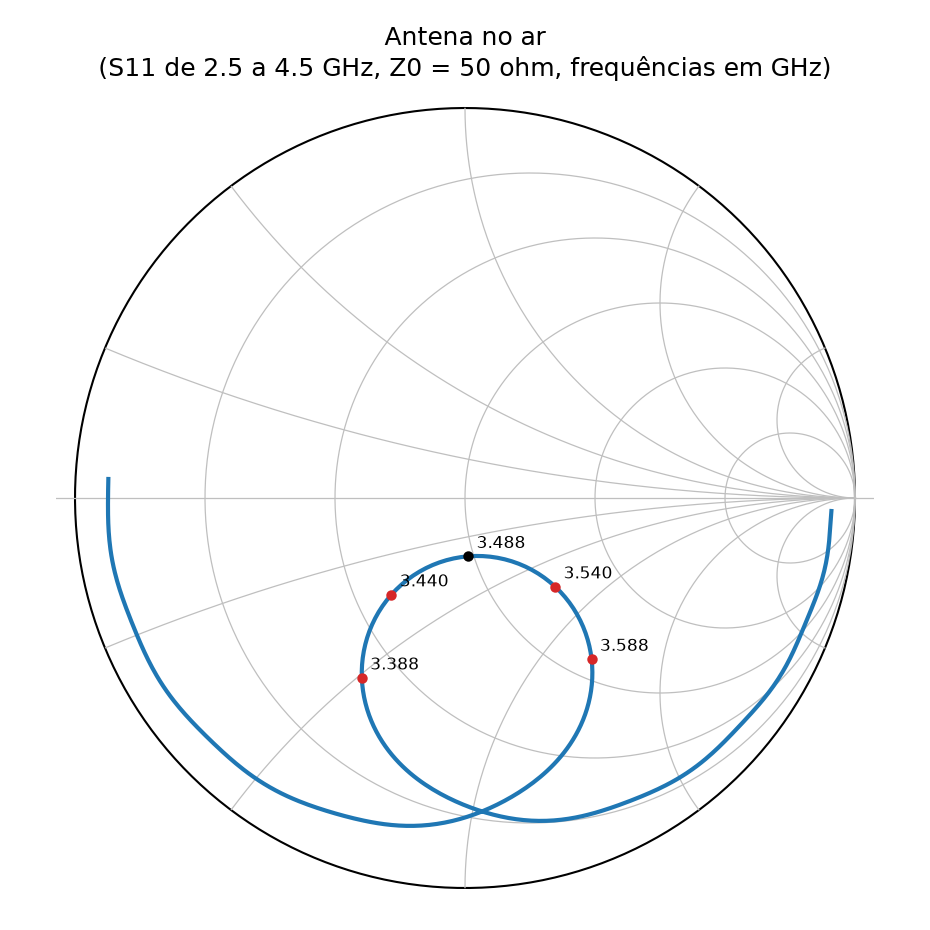 Antena no ar
(S11 de 2.5 a 4.5 GHz, Z0 = 50 ohm, frequências em GHz)
3.488
3.540
3.440
3.588
3.388